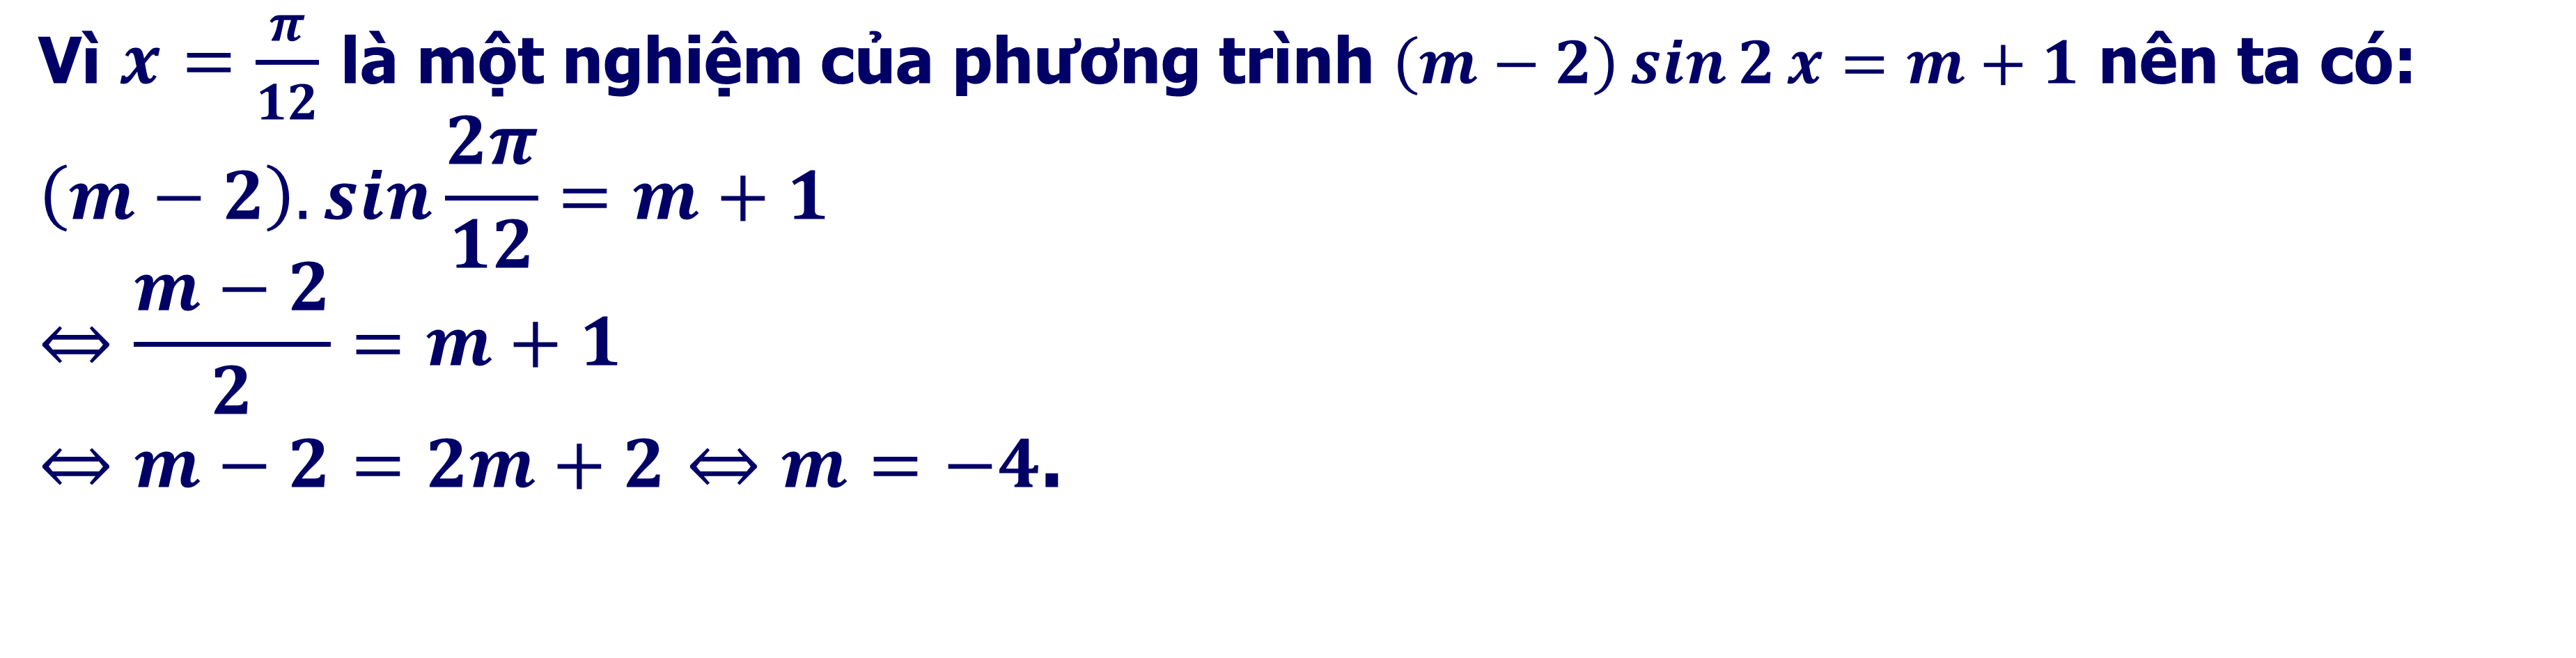 Vì x = π/12 là một nghiệm của phương trình (m − 2) sin 2 x = m + 1 nên ta có:
(m − 2). sin 2π/12 = m + 1
⇔ m − 2/2 = m + 1
⇔ m − 2 = 2m + 2 ⇔ m = −4.